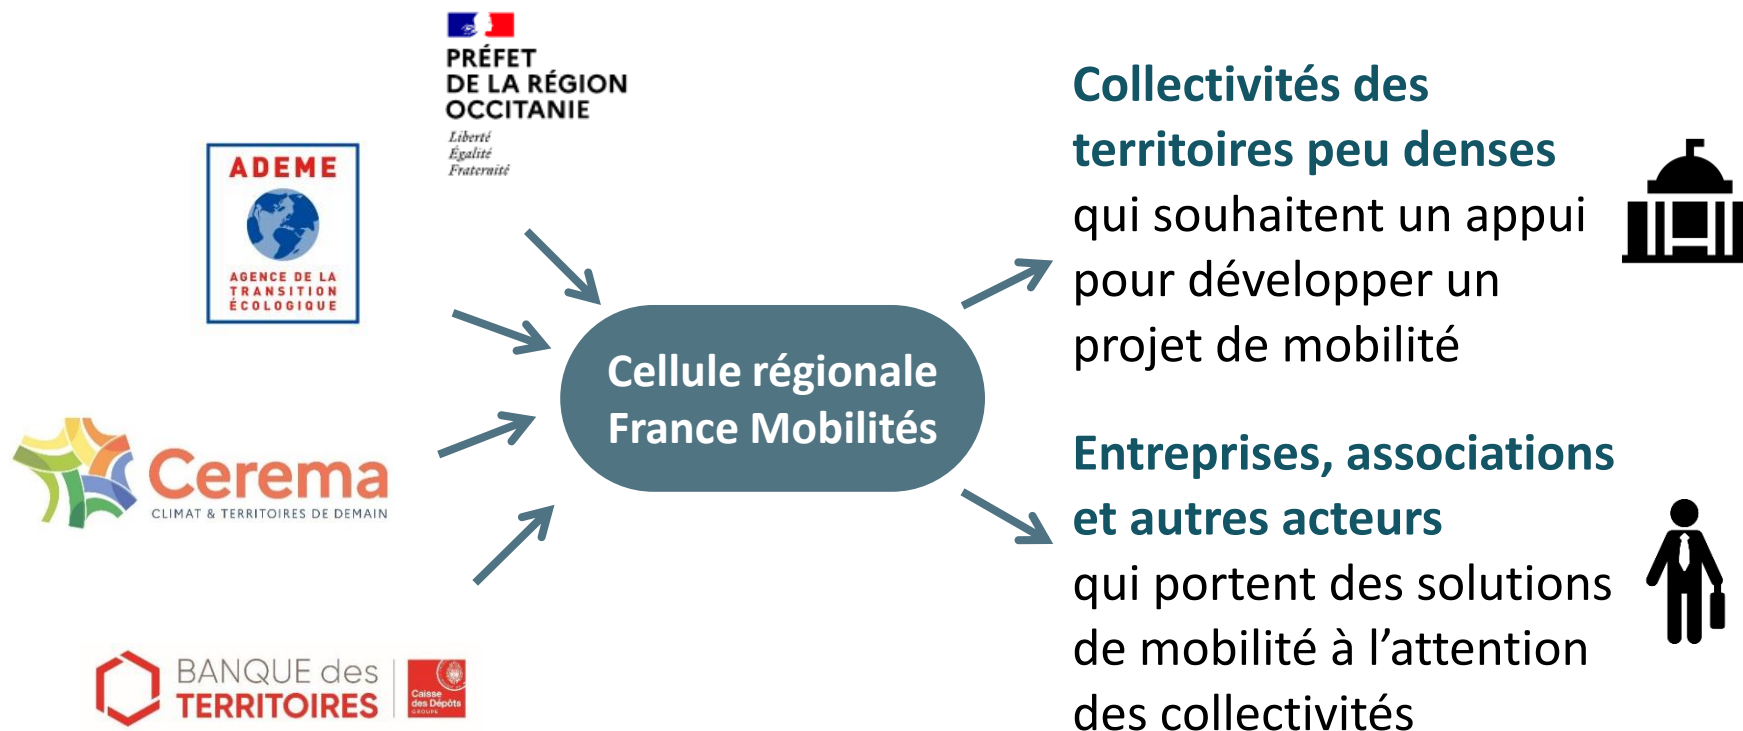 PRÉFET
DE LA RÉGION
OCCITANIE
Liberté
Égalité
Fraternité
ADEME
AGENCE DE LA
TRANSITION
ÉCOLOGIQUE
Cerema
CLIMAT & TERRITOIRES DE DEMAIN
BANQUE des
TERRITOIRES
Caisse
des Dépôts
GROUPE
Cellule régionale
France Mobilités
Collectivités des
territoires peu denses
qui souhaitent un appui
pour développer un
projet de mobilité
Entreprises, associations
et autres acteurs
qui portent des solutions
de mobilité à l’attention
des collectivités